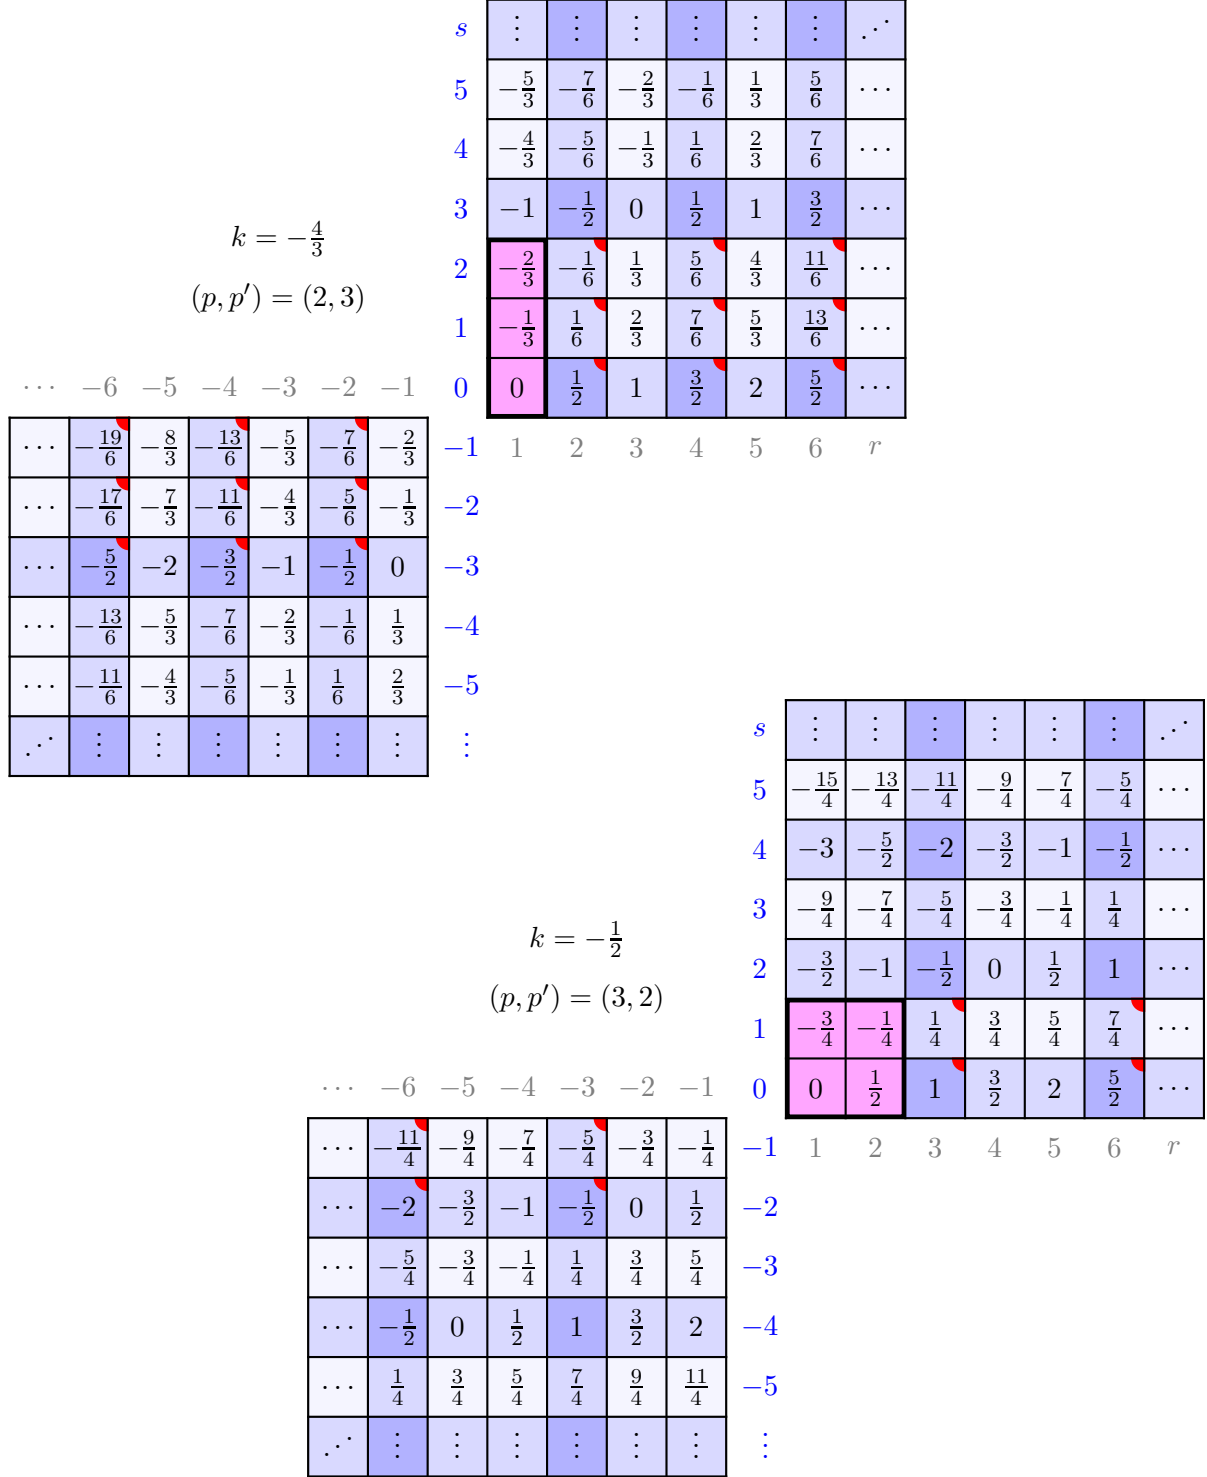 s ⋮ ⋮ ⋮ ⋮ ⋮ ⋮ ⋰
5 −5/3 −7/6 −2/3 −1/6 1/3 5/6 ⋯
4 −4/3 −5/6 −1/3 1/6 2/3 7/6 ⋯
3 −1 −1/2 0 1/2 1 3/2 ⋯
k = −4/3
2 −2/3 −1/6 1/3 5/6 4/3 11/6 ⋯
(p, p′) = (2, 3)
1 −1/3 1/6 2/3 7/6 5/3 13/6 ⋯
⋯ −6 −5 −4 −3 −2 −1
0 0 1/2 1 3/2 2 5/2 ⋯
⋯ −19/6 −8/3 −13/6 −5/3 −7/6 −2/3 −1
1 2 3 4 5 6 r
⋯ −17/6 −7/3 −11/6 −4/3 −5/6 −1/3 −2
⋯ −5/2 −2 −3/2 −1 −1/2 0 −3
⋯ −13/6 −5/3 −7/6 −2/3 −1/6 1/3 −4
⋯ −11/6 −4/3 −5/6 −1/3 1/6 2/3 −5
⋰ ⋮ ⋮ ⋮ ⋮ ⋮ ⋮ ⋮
s ⋮ ⋮ ⋮ ⋮ ⋮ ⋮ ⋰
5 −15/4 −13/4 −11/4 −9/4 −7/4 −5/4 ⋯
4 −3 −5/2 −2 −3/2 −1 −1/2 ⋯
3 −9/4 −7/4 −5/4 −3/4 −1/4 1/4 ⋯
k = −1/2
2 −3/2 −1 −1/2 0 1/2 1 ⋯
(p, p′) = (3, 2)
1 −3/4 −1/4 1/4 3/4 5/4 7/4 ⋯
⋯ −6 −5 −4 −3 −2 −1
0 0 1/2 1 3/2 2 5/2 ⋯
⋯ −11/4 −9/4 −7/4 −5/4 −3/4 −1/4 −1
1 2 3 4 5 6 r
⋯ −2 −3/2 −1 −1/2 0 1/2 −2
⋯ −5/4 −3/4 −1/4 1/4 3/4 5/4 −3
⋯ −1/2 0 1/2 1 3/2 2 −4
⋯ 1/4 3/4 5/4 7/4 9/4 11/4 −5
⋰ ⋮ ⋮ ⋮ ⋮ ⋮ ⋮ ⋮